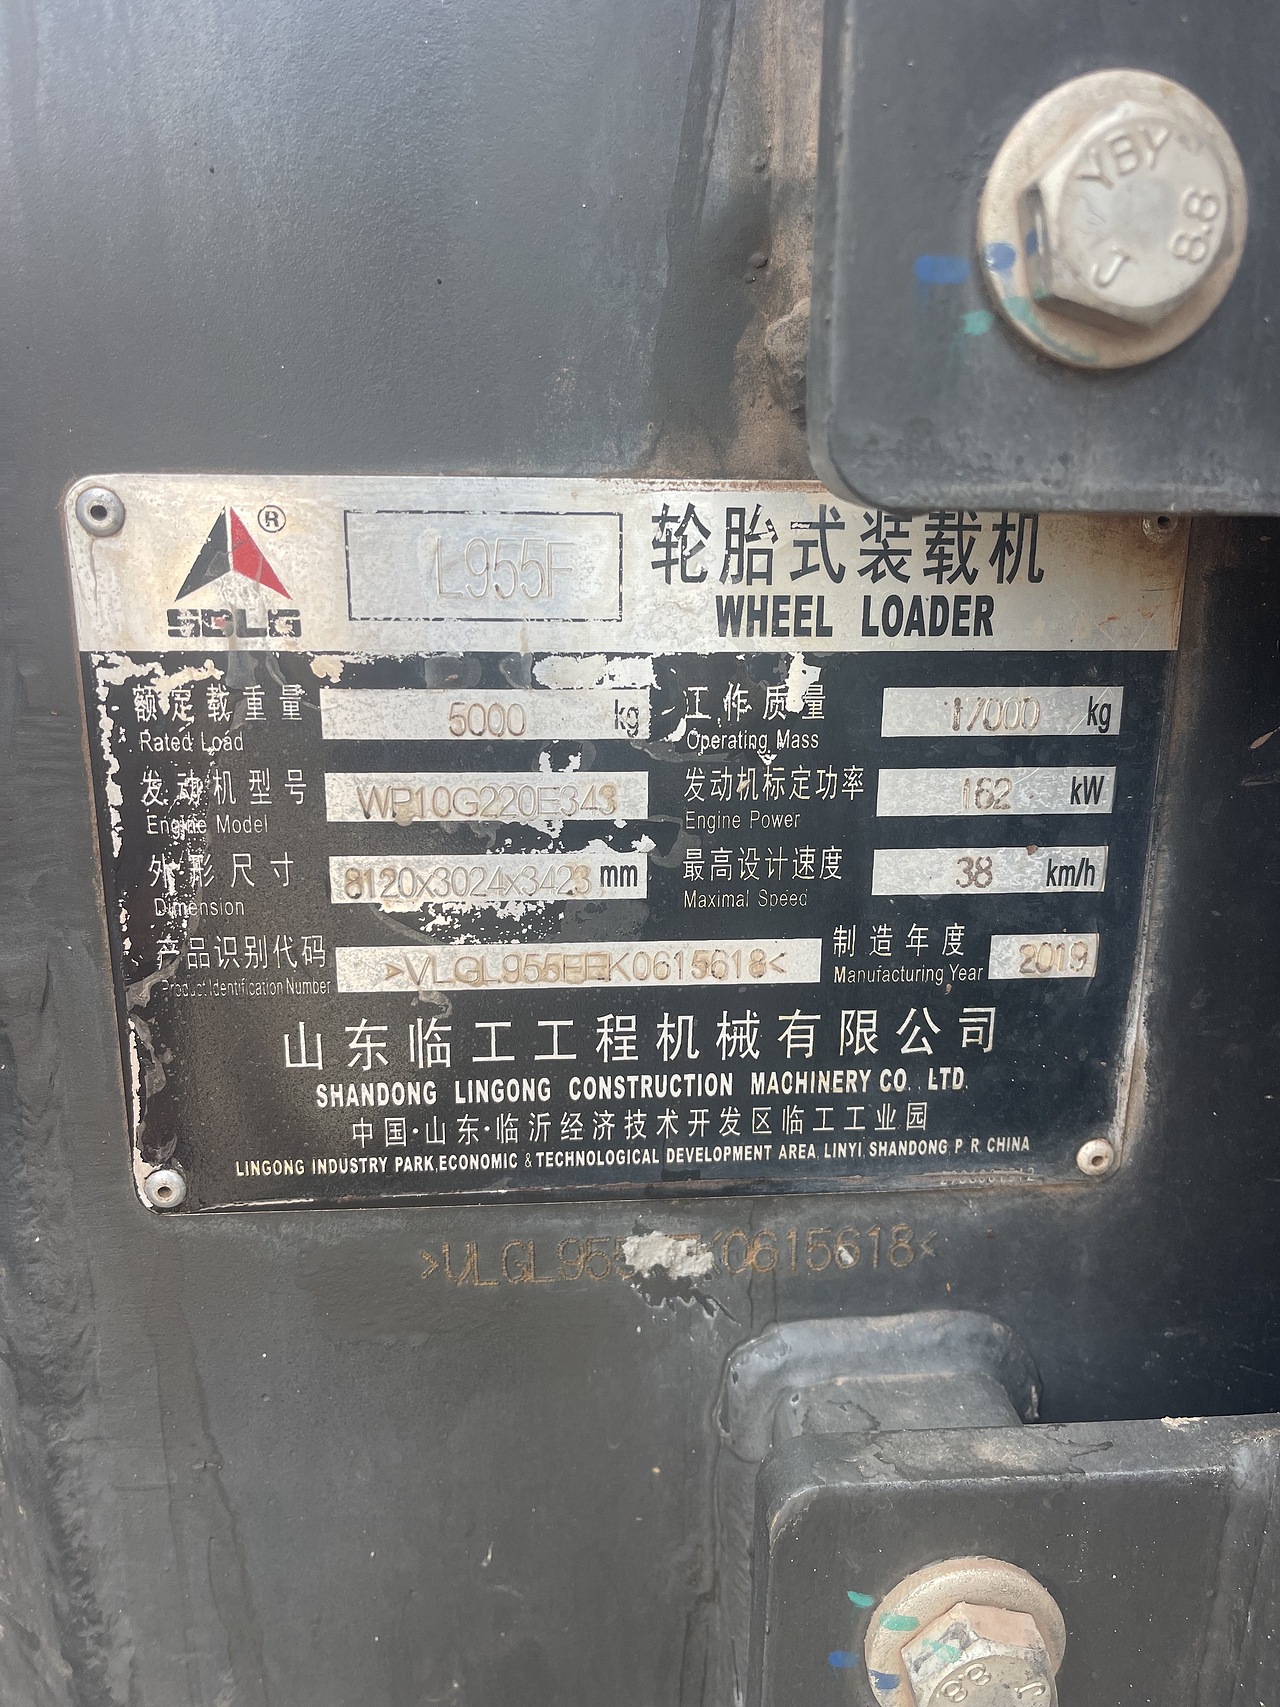 YBY
8.8
J
®
SDLG
L955F
轮胎式装载机
WHEEL LOADER
额定载重量 5000 kg 工作质量 17000 kg
Rated Load Operating Mass
发动机型号 WP10G220E343 发动机标定功率 162 kW
Engine Model Engine Power
外形尺寸 8120x3024x3423 mm 最高设计速度 38 km/h
Dimension Maximal Speed
产品识别代码 >VLGL955FEK0615618< 制造年度 2019
Product Identification Number Manufacturing Year
山东临工工程机械有限公司
SHANDONG LINGONG CONSTRUCTION MACHINERY CO. LTD.
中国·山东·临沂经济技术开发区临工工业园
LINGONG INDUSTRY PARK,ECONOMIC & TECHNOLOGICAL DEVELOPMENT AREA, LINYI, SHANDONG, P. R. CHINA
8.8
J